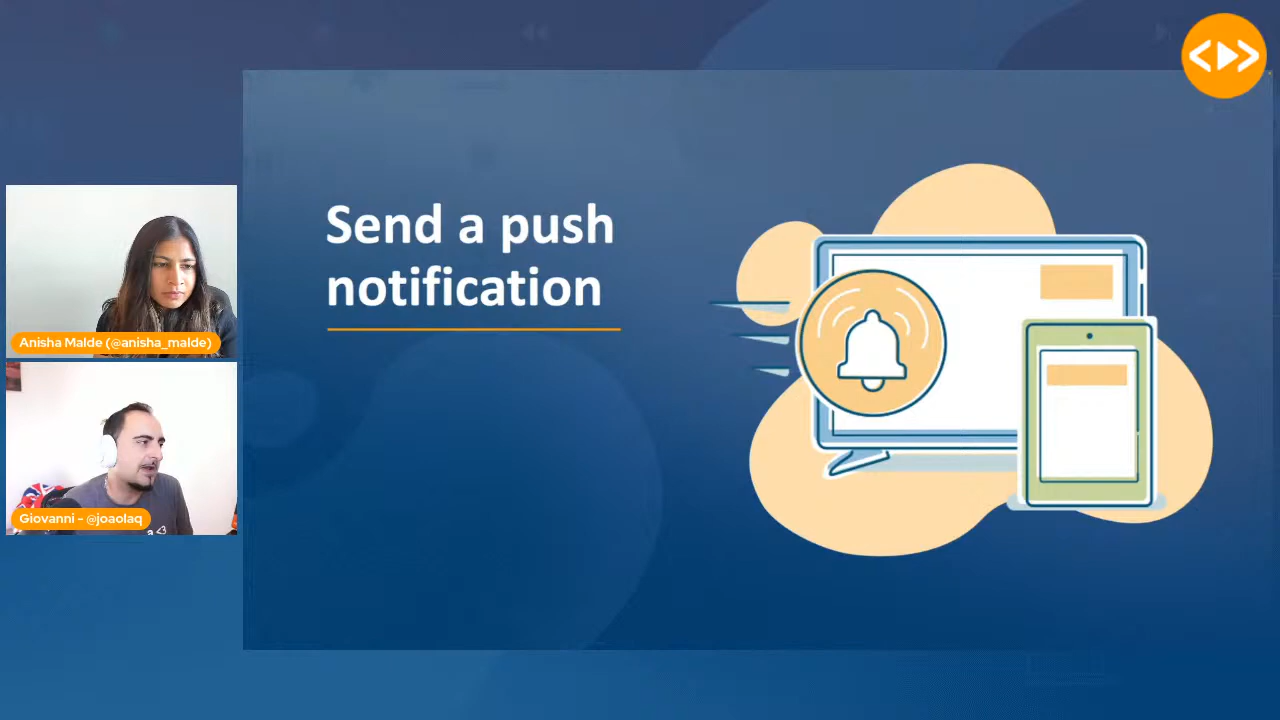 Send a push
notification
Anisha Malde (@anisha_malde)
Giovanni - @joaolaq